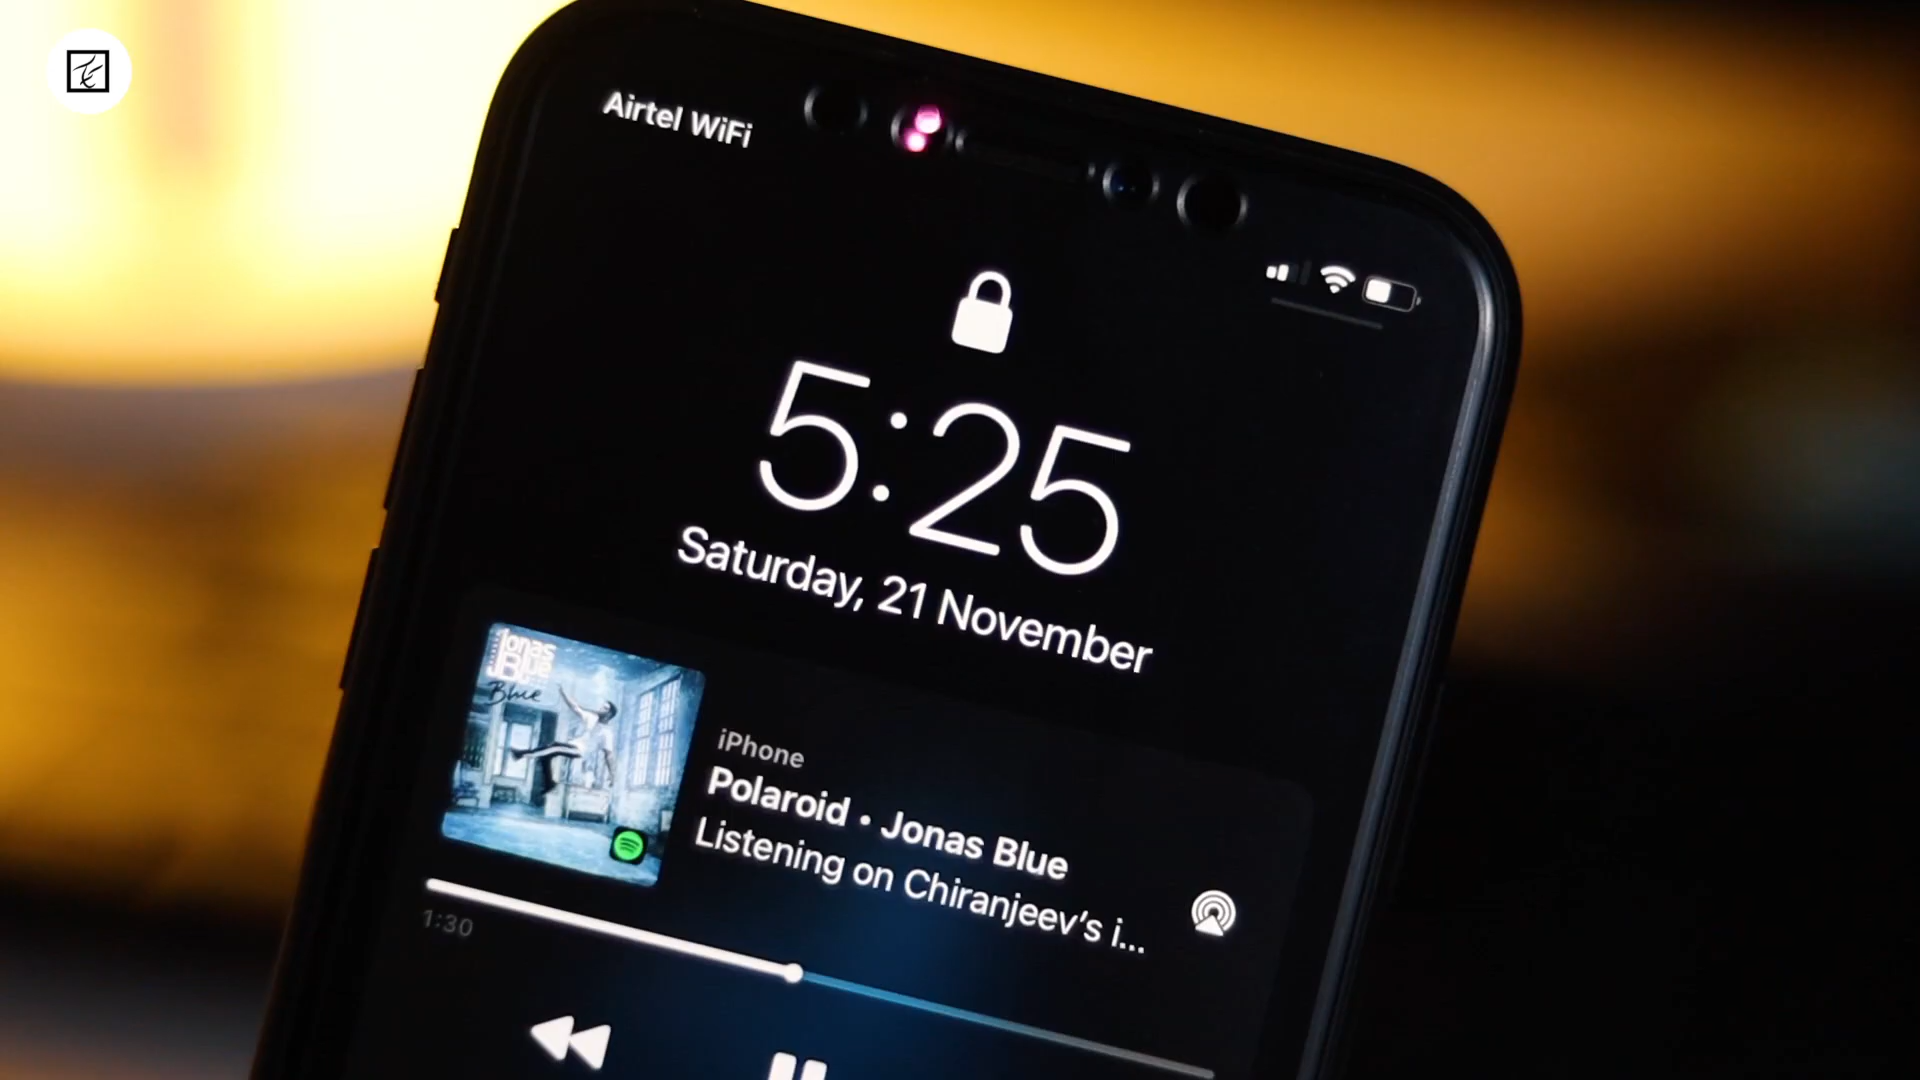 Airtel WiFi
5:25
Saturday, 21 November
Jonas
Blue
Blue
iPhone
Polaroid • Jonas Blue
Listening on Chiranjeev's i...
1:30